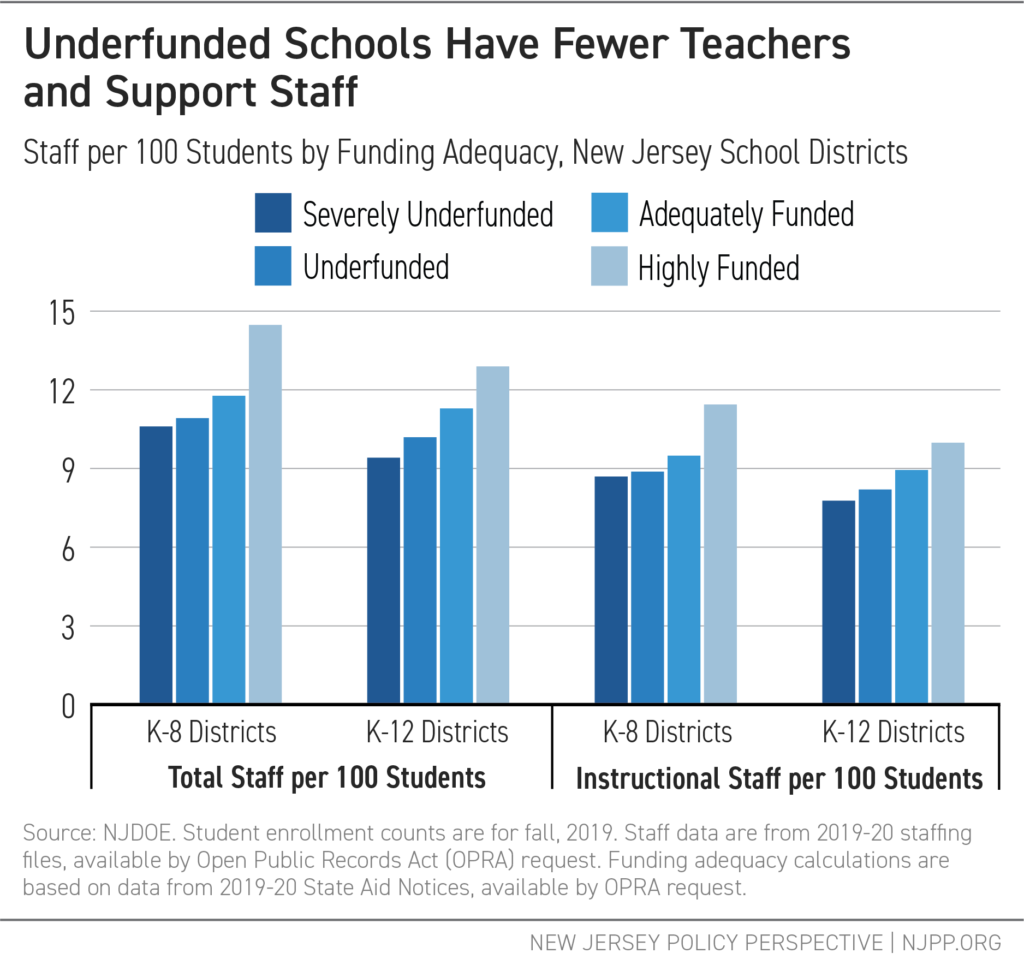 Underfunded Schools Have Fewer Teachers
and Support Staff
Staff per 100 Students by Funding Adequacy, New Jersey School Districts
Severely Underfunded
Adequately Funded
Underfunded
Highly Funded
15
12
9
6
3
0
K-8 Districts
K-12 Districts
K-8 Districts
K-12 Districts
Total Staff per 100 Students
Instructional Staff per 100 Students
Source: NJDOE. Student enrollment counts are for fall, 2019. Staff data are from 2019-20 staffing
files, available by Open Public Records Act (OPRA) request. Funding adequacy calculations are
based on data from 2019-20 State Aid Notices, available by OPRA request.
NEW JERSEY POLICY PERSPECTIVE | NJPP.ORG